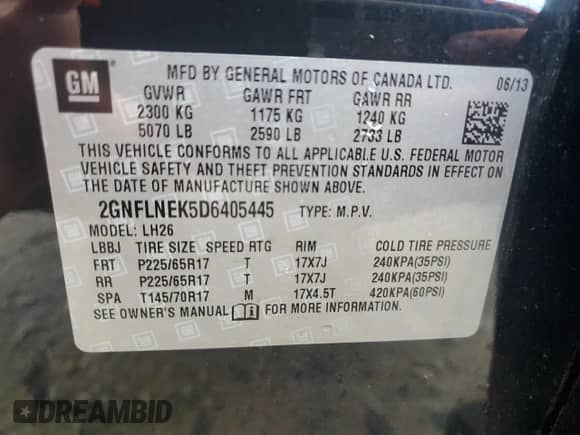 GM
MFD BY GENERAL MOTORS OF CANADA LTD. 06/13
GVWR GAWR FRT GAWR RR
2300 KG 1175 KG 1240 KG
5070 LB 2590 LB 2733 LB
THIS VEHICLE CONFORMS TO ALL APPLICABLE U.S. FEDERAL MOTOR
VEHICLE SAFETY AND THEFT PREVENTION STANDARDS IN EFFECT ON
THE DATE OF MANUFACTURE SHOWN ABOVE.
2GNFLNEK5D6405445 TYPE: M.P.V.
MODEL: LH26
LBBJ TIRE SIZE SPEED RTG RIM COLD TIRE PRESSURE
FRT P225/65R17 T 17X7J 240KPA(35PSI)
RR P225/65R17 T 17X7J 240KPA(35PSI)
SPA T145/70R17 M 17X4.5T 420KPA(60PSI)
SEE OWNER'S MANUAL FOR MORE INFORMATION.
DREAMBID